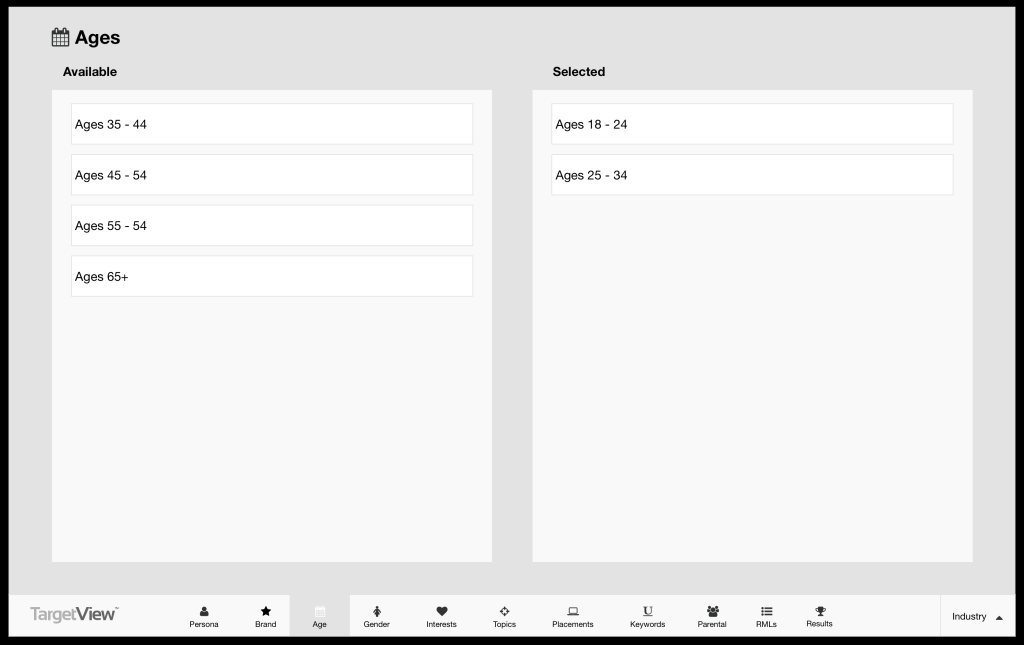 Ages
Available
Selected
Ages 35 - 44
Ages 45 - 54
Ages 55 - 54
Ages 65+
Ages 18 - 24
Ages 25 - 34
TargetView™
Persona
Brand
Age
Gender
Interests
Topics
Placements
Keywords
Parental
RMLs
Results
Industry